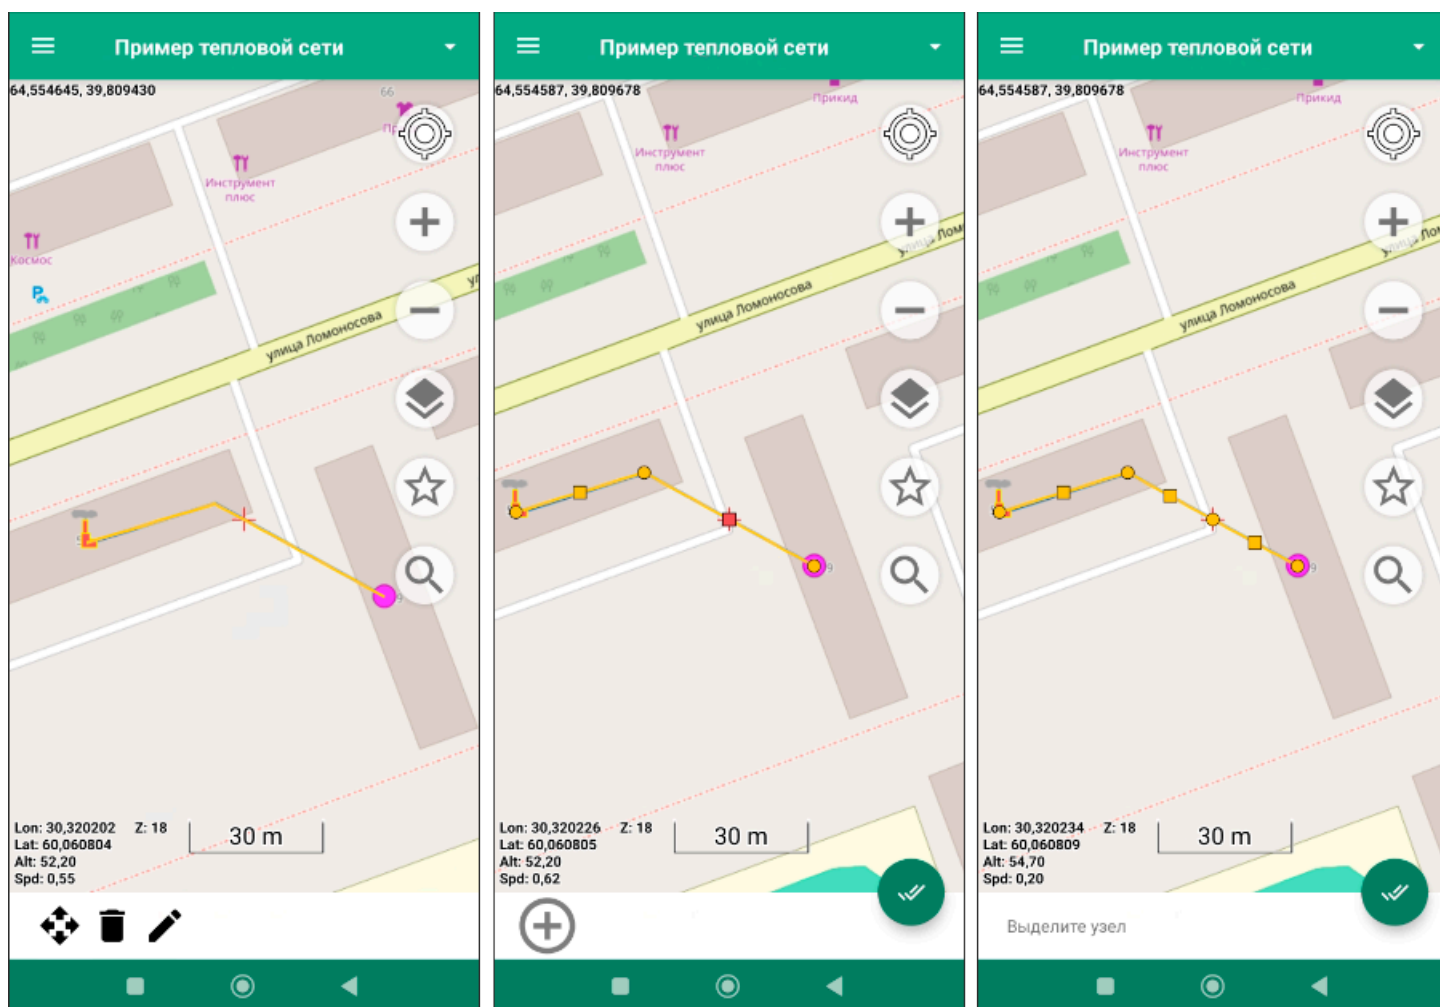 Пример тепловой сети
64,554645, 39,809430
66
Инструмент
плюс
Космос
улица Ломоносова
Lon: 30,320202 Z: 18
Lat: 60,060804
Alt: 52,20
Spd: 0,55
30 m
Пример тепловой сети
64,554587, 39,809678
Прикид
Инструмент
плюс
улица Ломоносова
9
Lon: 30,320226 Z: 18
Lat: 60,060805
Alt: 52,20
Spd: 0,62
30 m
Пример тепловой сети
64,554587, 39,809678
Прикид
Инструмент
плюс
улица Ломоносова
9
Lon: 30,320234 Z: 18
Lat: 60,060809
Alt: 54,70
Spd: 0,20
30 m
Выделите узел